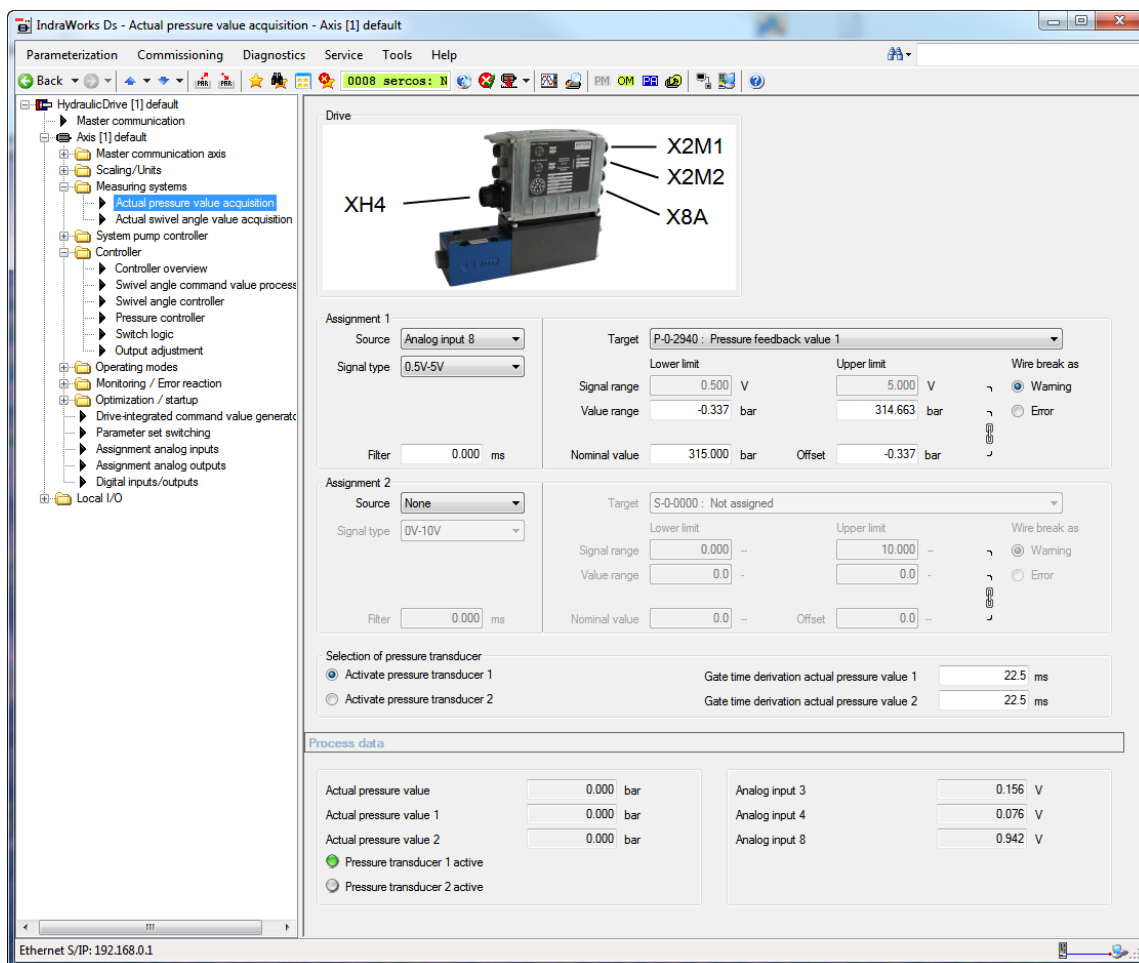 IndraWorks Ds - Actual pressure value acquisition - Axis [1] default
Parameterization Commissioning Diagnostics Service Tools Help
Back 0008 sercos: N PM OM
HydraulicDrive [1] default
Master communication
Axis [1] default
Master communication axis
Scaling/Units
Measuring systems
Actual pressure value acquisition
Actual swivel angle value acquisition
System pump controller
Controller
Controller overview
Swivel angle command value process
Swivel angle controller
Pressure controller
Switch logic
Output adjustment
Operating modes
Monitoring / Error reaction
Optimization / startup
Drive-integrated command value generato
Parameter set switching
Assignment analog inputs
Assignment analog outputs
Digital inputs/outputs
Local I/O
Drive
XH4
X2M1
X2M2
X8A
Assignment 1
Source Analog input 8 Target P-0-2940 : Pressure feedback value 1
Signal type 0.5V-5V Lower limit Upper limit Wire break as
Signal range 0.500 V 5.000 V Warning
Value range -0.337 bar 314.663 bar Error
Filter 0.000 ms Nominal value 315.000 bar Offset -0.337 bar
Assignment 2
Source None Target S-0-0000 : Not assigned
Signal type 0V-10V Lower limit Upper limit Wire break as
Signal range 0.000 -- 10.000 -- Warning
Value range 0.0 - 0.0 - Error
Filter 0.000 ms Nominal value 0.0 -- Offset 0.0 --
Selection of pressure transducer
Activate pressure transducer 1 Gate time derivation actual pressure value 1 22.5 ms
Activate pressure transducer 2 Gate time derivation actual pressure value 2 22.5 ms
Process data
Actual pressure value 0.000 bar Analog input 3 0.156 V
Actual pressure value 1 0.000 bar Analog input 4 0.076 V
Actual pressure value 2 0.000 bar Analog input 8 0.942 V
Pressure transducer 1 active
Pressure transducer 2 active
Ethernet S/IP: 192.168.0.1